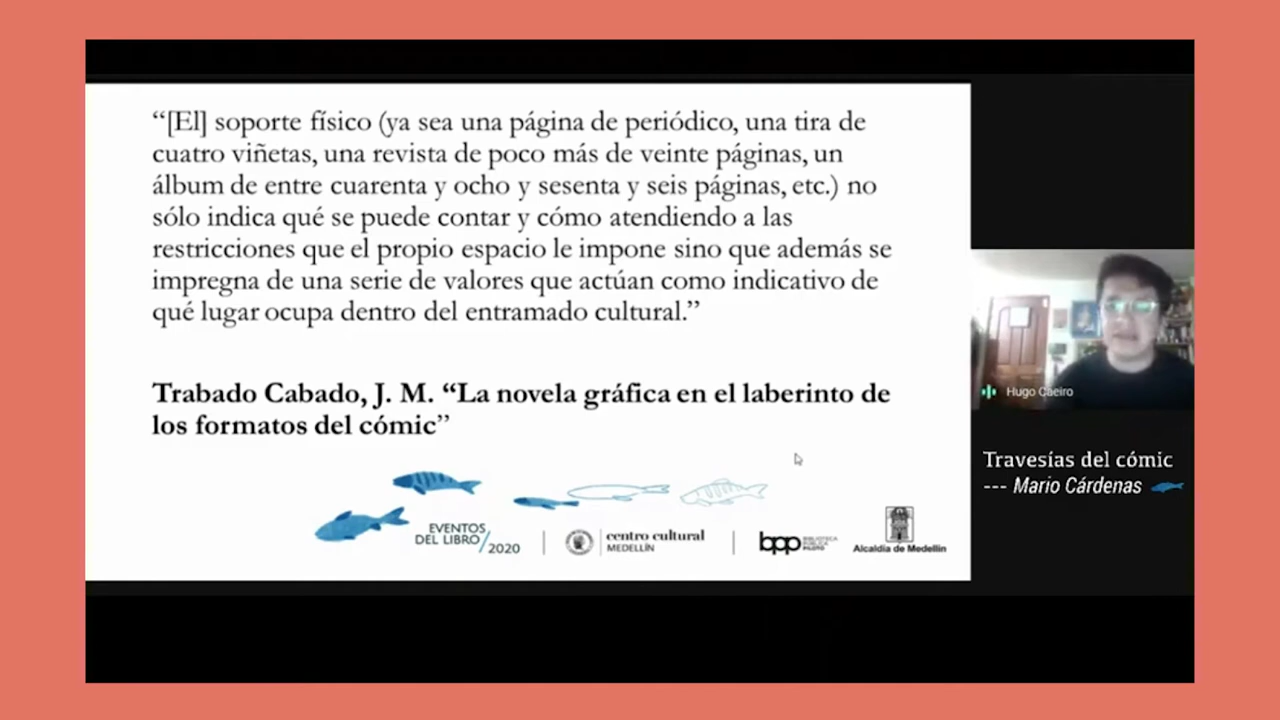 “[El] soporte físico (ya sea una página de periódico, una tira de
cuatro viñetas, una revista de poco más de veinte páginas, un
álbum de entre cuarenta y ocho y sesenta y seis páginas, etc.) no
sólo indica qué se puede contar y cómo atendiendo a las
restricciones que el propio espacio le impone sino que además se
impregna de una serie de valores que actúan como indicativo de
qué lugar ocupa dentro del entramado cultural.”
Trabado Cabado, J. M. “La novela gráfica en el laberinto de
los formatos del cómic”
EVENTOS
DEL LIBRO/2020
centro cultural
MEDELLÍN
bpp
BIBLIOTECA
PÚBLICA
PILOTO
Alcaldía de Medellín
Hugo Caeiro
Travesías del cómic
--- Mario Cárdenas